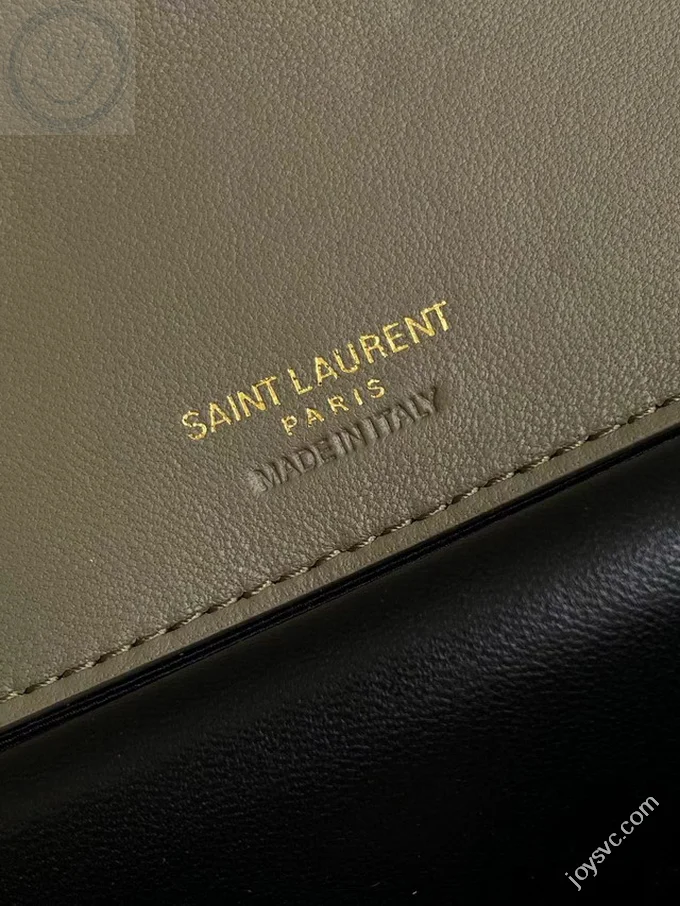 SAINT LAURENT
PARIS
MADE IN ITALY
joysvc.com